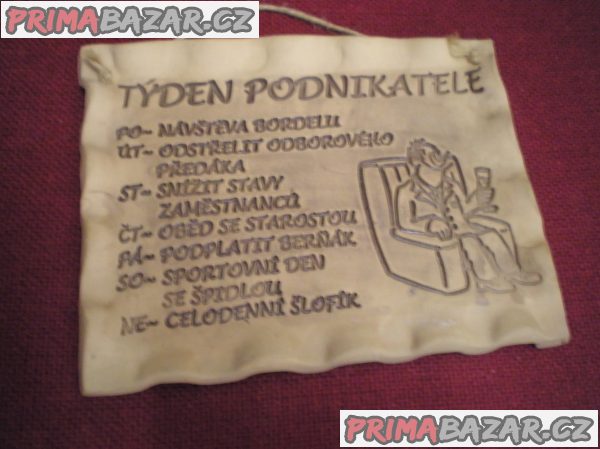 PRIMABAZAR.CZ
TÝDEN PODNIKATELE
PO~ NÁVŠTĚVA BORDELU
ÚT~ ODSTŘELIT ODBOROVÉHO
PŘEDÁKA
ST~ SNÍŽIT STAVY
ZAMĚSTNANCŮ
ČT~ OBĚD SE STAROSTOU
PÁ~ PODPLATIT BERŇÁK
SO~ SPORTOVNÍ DEN
SE ŠPIDLOU
NE~ CELODENNÍ ŠLOFÍK
PRIMABAZAR.CZ